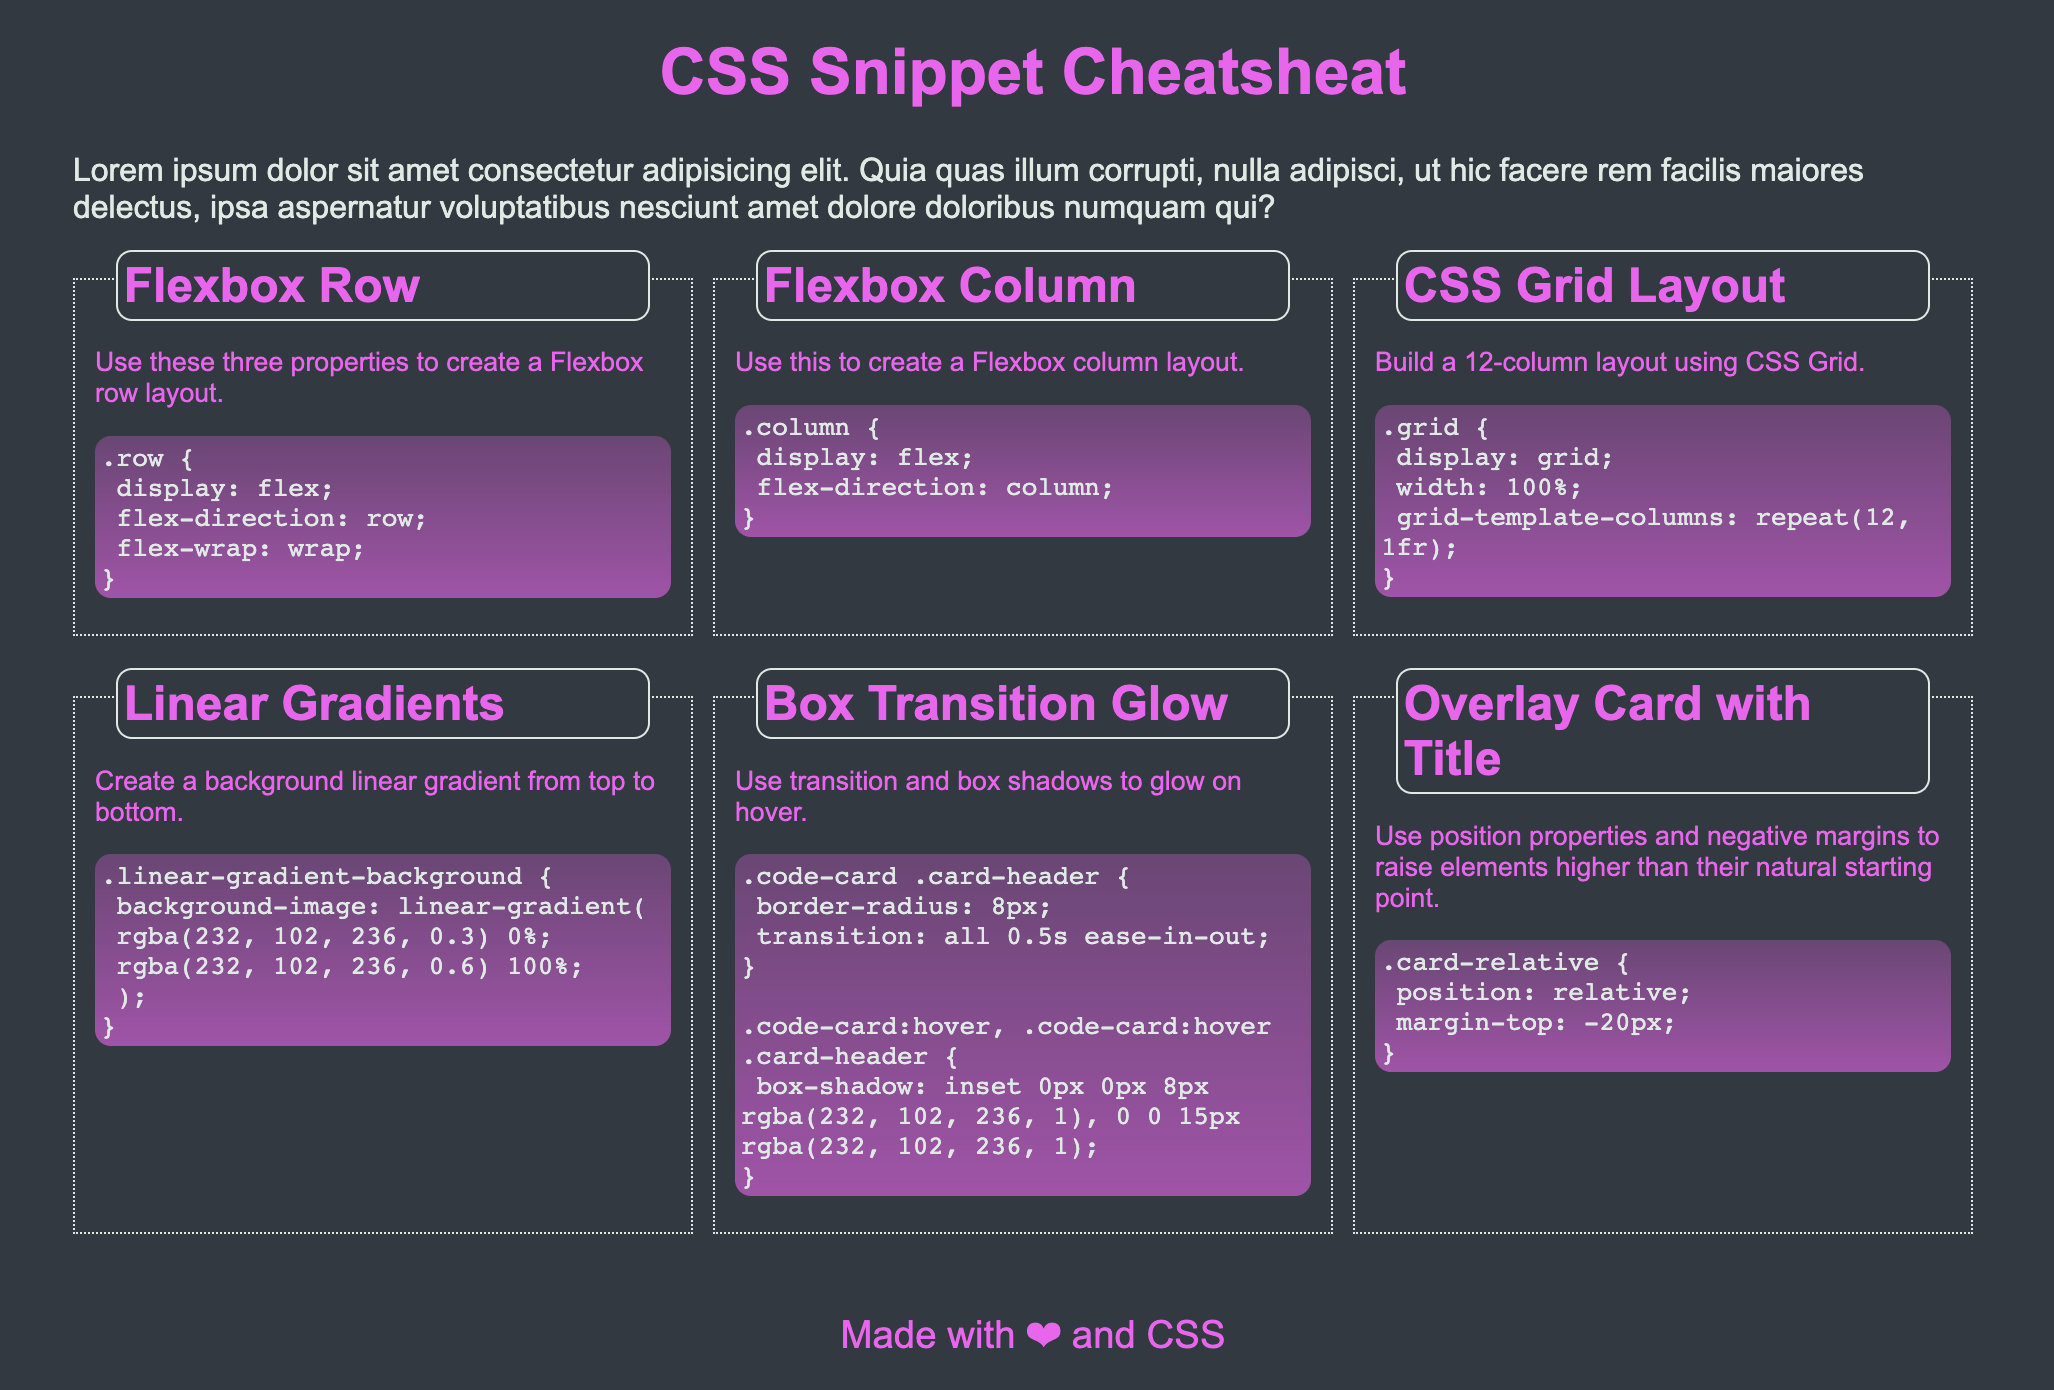 CSS Snippet Cheatsheat
Lorem ipsum dolor sit amet consectetur adipisicing elit. Quia quas illum corrupti, nulla adipisci, ut hic facere rem facilis maiores
delectus, ipsa aspernatur voluptatibus nesciunt amet dolore doloribus numquam qui?
Flexbox Row
Use these three properties to create a Flexbox
row layout.
.row {
display: flex;
flex-direction: row;
flex-wrap: wrap;
}
Flexbox Column
Use this to create a Flexbox column layout.
.column {
display: flex;
flex-direction: column;
}
CSS Grid Layout
Build a 12-column layout using CSS Grid.
.grid {
display: grid;
width: 100%;
grid-template-columns: repeat(12,
1fr);
}
Linear Gradients
Create a background linear gradient from top to
bottom.
.linear-gradient-background {
background-image: linear-gradient(
rgba(232, 102, 236, 0.3) 0%;
rgba(232, 102, 236, 0.6) 100%;
);
}
Box Transition Glow
Use transition and box shadows to glow on
hover.
.code-card .card-header {
border-radius: 8px;
transition: all 0.5s ease-in-out;
}
.code-card:hover, .code-card:hover
.card-header {
box-shadow: inset 0px 0px 8px
rgba(232, 102, 236, 1), 0 0 15px
rgba(232, 102, 236, 1);
}
Overlay Card with
Title
Use position properties and negative margins to
raise elements higher than their natural starting
point.
.card-relative {
position: relative;
margin-top: -20px;
}
Made with ❤ and CSS